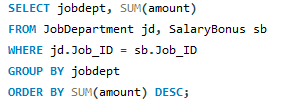 SELECT jobdept, SUM(amount)
FROM JobDepartment jd, SalaryBonus sb
WHERE jd.Job_ID = sb.Job_ID
GROUP BY jobdept
ORDER BY SUM(amount) DESC;